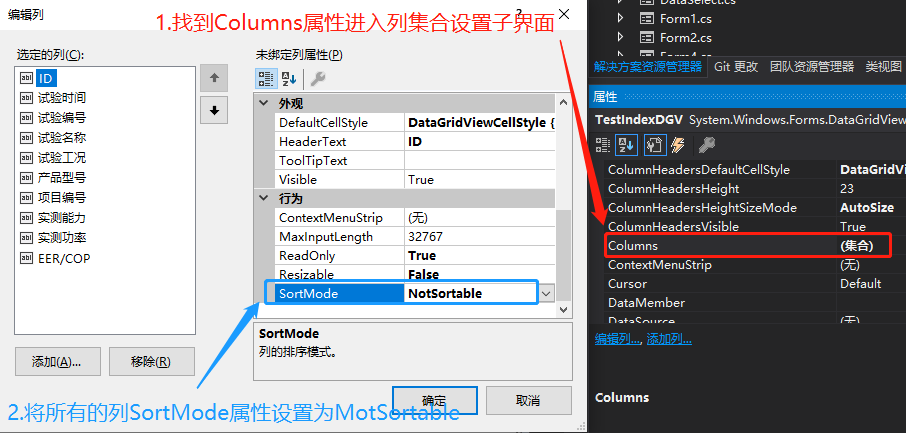 编辑列
?
1.找到Columns属性进入列集合设置子界面
选定的列(C):
ID
试验时间
试验编号
试验名称
试验工况
产品型号
项目编号
实测能力
实测功率
EER/COP
添加(A)...
移除(R)
未绑定列属性(P)
外观
DefaultCellStyle DataGridViewCellStyle {
HeaderText ID
ToolTipText
Visible True
行为
ContextMenuStrip (无)
MaxInputLength 32767
ReadOnly True
Resizable False
SortMode NotSortable
SortMode
列的排序模式。
确定
取消
2.将所有的列SortMode属性设置为MotSortable
DataSelect.cs
Form1.cs
Form2.cs
Form4.cs
解决方案资源管理器 Git 更改 团队资源管理器 类视图
属性
TestIndexDGV System.Windows.Forms.DataGridView
ColumnHeadersDefaultCellStyle DataGridVi
ColumnHeadersHeight 23
ColumnHeadersHeightSizeMode AutoSize
ColumnHeadersVisible True
Columns (集合)
ContextMenuStrip (无)
Cursor Default
DataMember
DataSource (无)
编辑列..., 添加列...
Columns